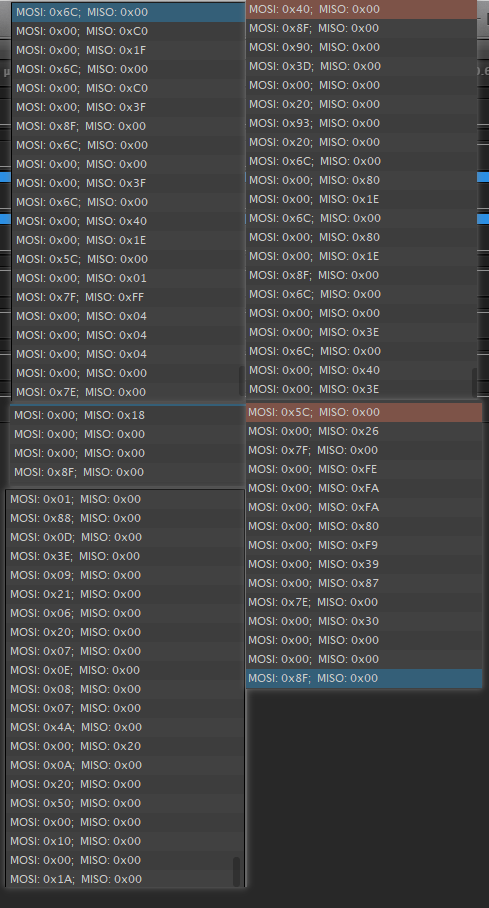 MOSI: 0x6C;  MISO: 0x00
MOSI: 0x00;  MISO: 0xC0
MOSI: 0x00;  MISO: 0x1F
MOSI: 0x6C;  MISO: 0x00
MOSI: 0x00;  MISO: 0xC0
MOSI: 0x00;  MISO: 0x3F
MOSI: 0x8F;  MISO: 0x00
MOSI: 0x6C;  MISO: 0x00
MOSI: 0x00;  MISO: 0x00
MOSI: 0x00;  MISO: 0x3F
MOSI: 0x6C;  MISO: 0x00
MOSI: 0x00;  MISO: 0x40
MOSI: 0x00;  MISO: 0x1E
MOSI: 0x5C;  MISO: 0x00
MOSI: 0x00;  MISO: 0x01
MOSI: 0x7F;  MISO: 0xFF
MOSI: 0x00;  MISO: 0x04
MOSI: 0x00;  MISO: 0x04
MOSI: 0x00;  MISO: 0x04
MOSI: 0x00;  MISO: 0x00
MOSI: 0x7E;  MISO: 0x00
MOSI: 0x00;  MISO: 0x18
MOSI: 0x00;  MISO: 0x00
MOSI: 0x00;  MISO: 0x00
MOSI: 0x8F;  MISO: 0x00
MOSI: 0x01;  MISO: 0x00
MOSI: 0x88;  MISO: 0x00
MOSI: 0x0D;  MISO: 0x00
MOSI: 0x3E;  MISO: 0x00
MOSI: 0x09;  MISO: 0x00
MOSI: 0x21;  MISO: 0x00
MOSI: 0x06;  MISO: 0x00
MOSI: 0x20;  MISO: 0x00
MOSI: 0x07;  MISO: 0x00
MOSI: 0x0E;  MISO: 0x00
MOSI: 0x08;  MISO: 0x00
MOSI: 0x07;  MISO: 0x00
MOSI: 0x4A;  MISO: 0x00
MOSI: 0x00;  MISO: 0x20
MOSI: 0x0A;  MISO: 0x00
MOSI: 0x20;  MISO: 0x00
MOSI: 0x50;  MISO: 0x00
MOSI: 0x00;  MISO: 0x00
MOSI: 0x10;  MISO: 0x00
MOSI: 0x00;  MISO: 0x00
MOSI: 0x1A;  MISO: 0x00
MOSI: 0x40;  MISO: 0x00
MOSI: 0x8F;  MISO: 0x00
MOSI: 0x90;  MISO: 0x00
MOSI: 0x3D;  MISO: 0x00
MOSI: 0x00;  MISO: 0x00
MOSI: 0x20;  MISO: 0x00
MOSI: 0x93;  MISO: 0x00
MOSI: 0x20;  MISO: 0x00
MOSI: 0x6C;  MISO: 0x00
MOSI: 0x00;  MISO: 0x80
MOSI: 0x00;  MISO: 0x1E
MOSI: 0x6C;  MISO: 0x00
MOSI: 0x00;  MISO: 0x80
MOSI: 0x00;  MISO: 0x1E
MOSI: 0x8F;  MISO: 0x00
MOSI: 0x6C;  MISO: 0x00
MOSI: 0x00;  MISO: 0x00
MOSI: 0x00;  MISO: 0x3E
MOSI: 0x6C;  MISO: 0x00
MOSI: 0x00;  MISO: 0x40
MOSI: 0x00;  MISO: 0x3E
MOSI: 0x5C;  MISO: 0x00
MOSI: 0x00;  MISO: 0x26
MOSI: 0x7F;  MISO: 0x00
MOSI: 0x00;  MISO: 0xFE
MOSI: 0x00;  MISO: 0xFA
MOSI: 0x00;  MISO: 0xFA
MOSI: 0x00;  MISO: 0x80
MOSI: 0x00;  MISO: 0xF9
MOSI: 0x00;  MISO: 0x39
MOSI: 0x00;  MISO: 0x87
MOSI: 0x7E;  MISO: 0x00
MOSI: 0x00;  MISO: 0x30
MOSI: 0x00;  MISO: 0x00
MOSI: 0x00;  MISO: 0x00
MOSI: 0x8F;  MISO: 0x00